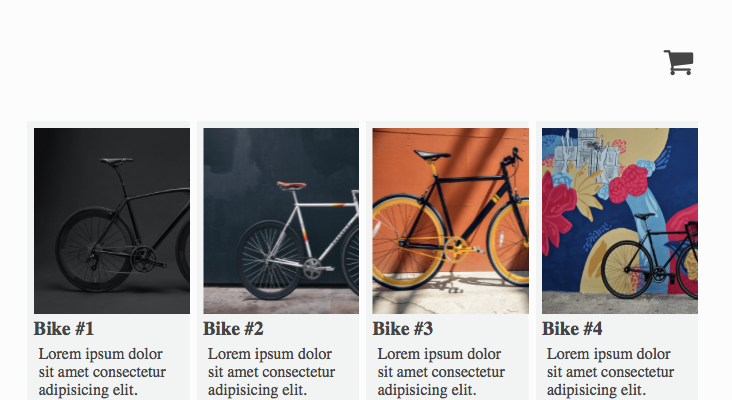 Bike #1
Lorem ipsum dolor
sit amet consectetur
adipisicing elit.
Bike #2
Lorem ipsum dolor
sit amet consectetur
adipisicing elit.
Bike #3
Lorem ipsum dolor
sit amet consectetur
adipisicing elit.
Bike #4
Lorem ipsum dolor
sit amet consectetur
adipisicing elit.